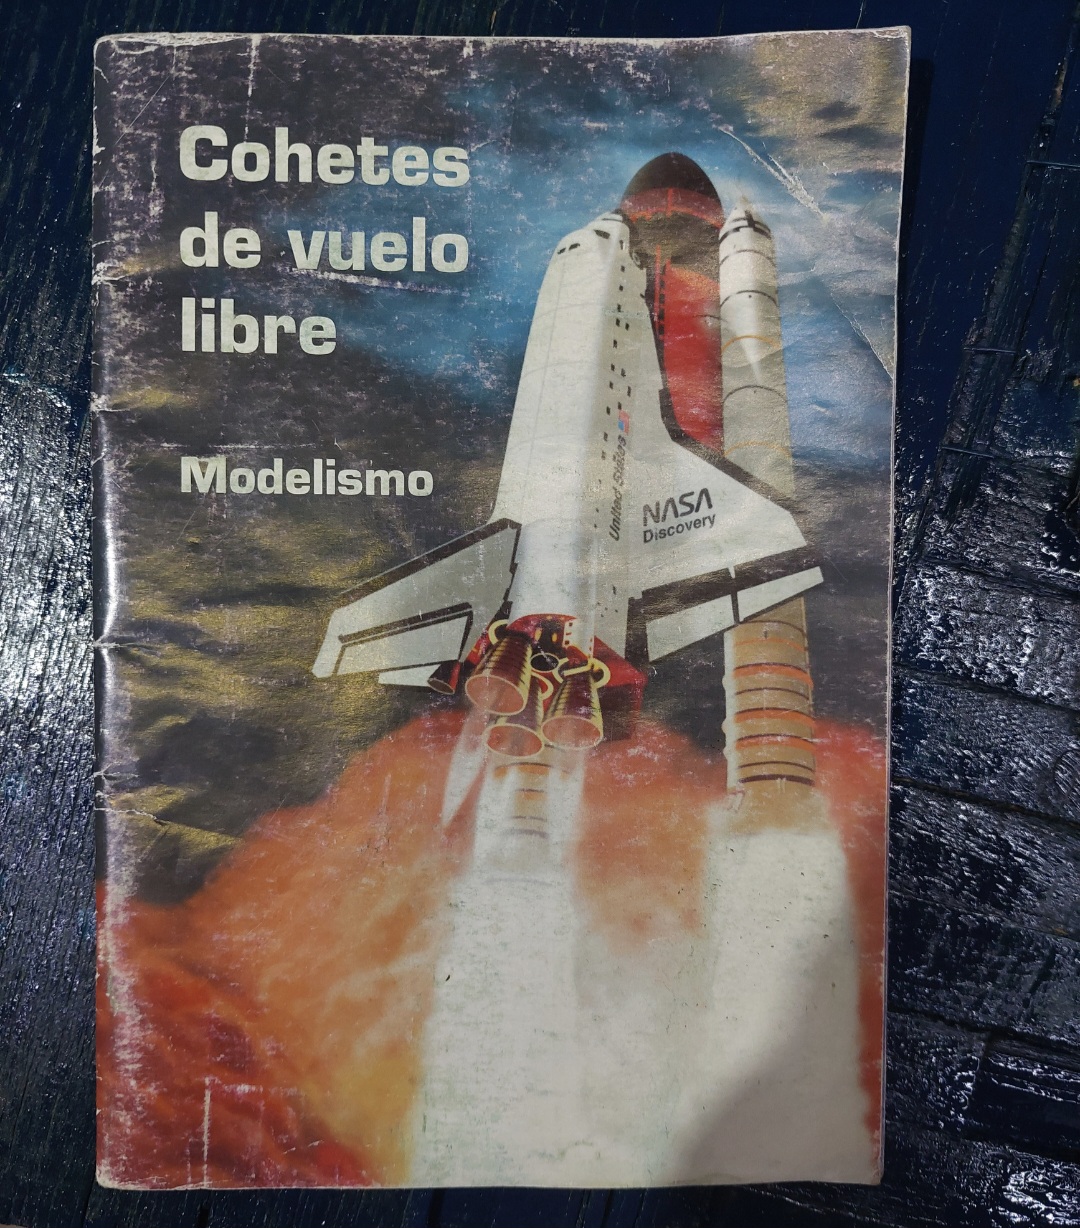 Cohetes
de vuelo
libre
Modelismo
United States
NASA
Discovery